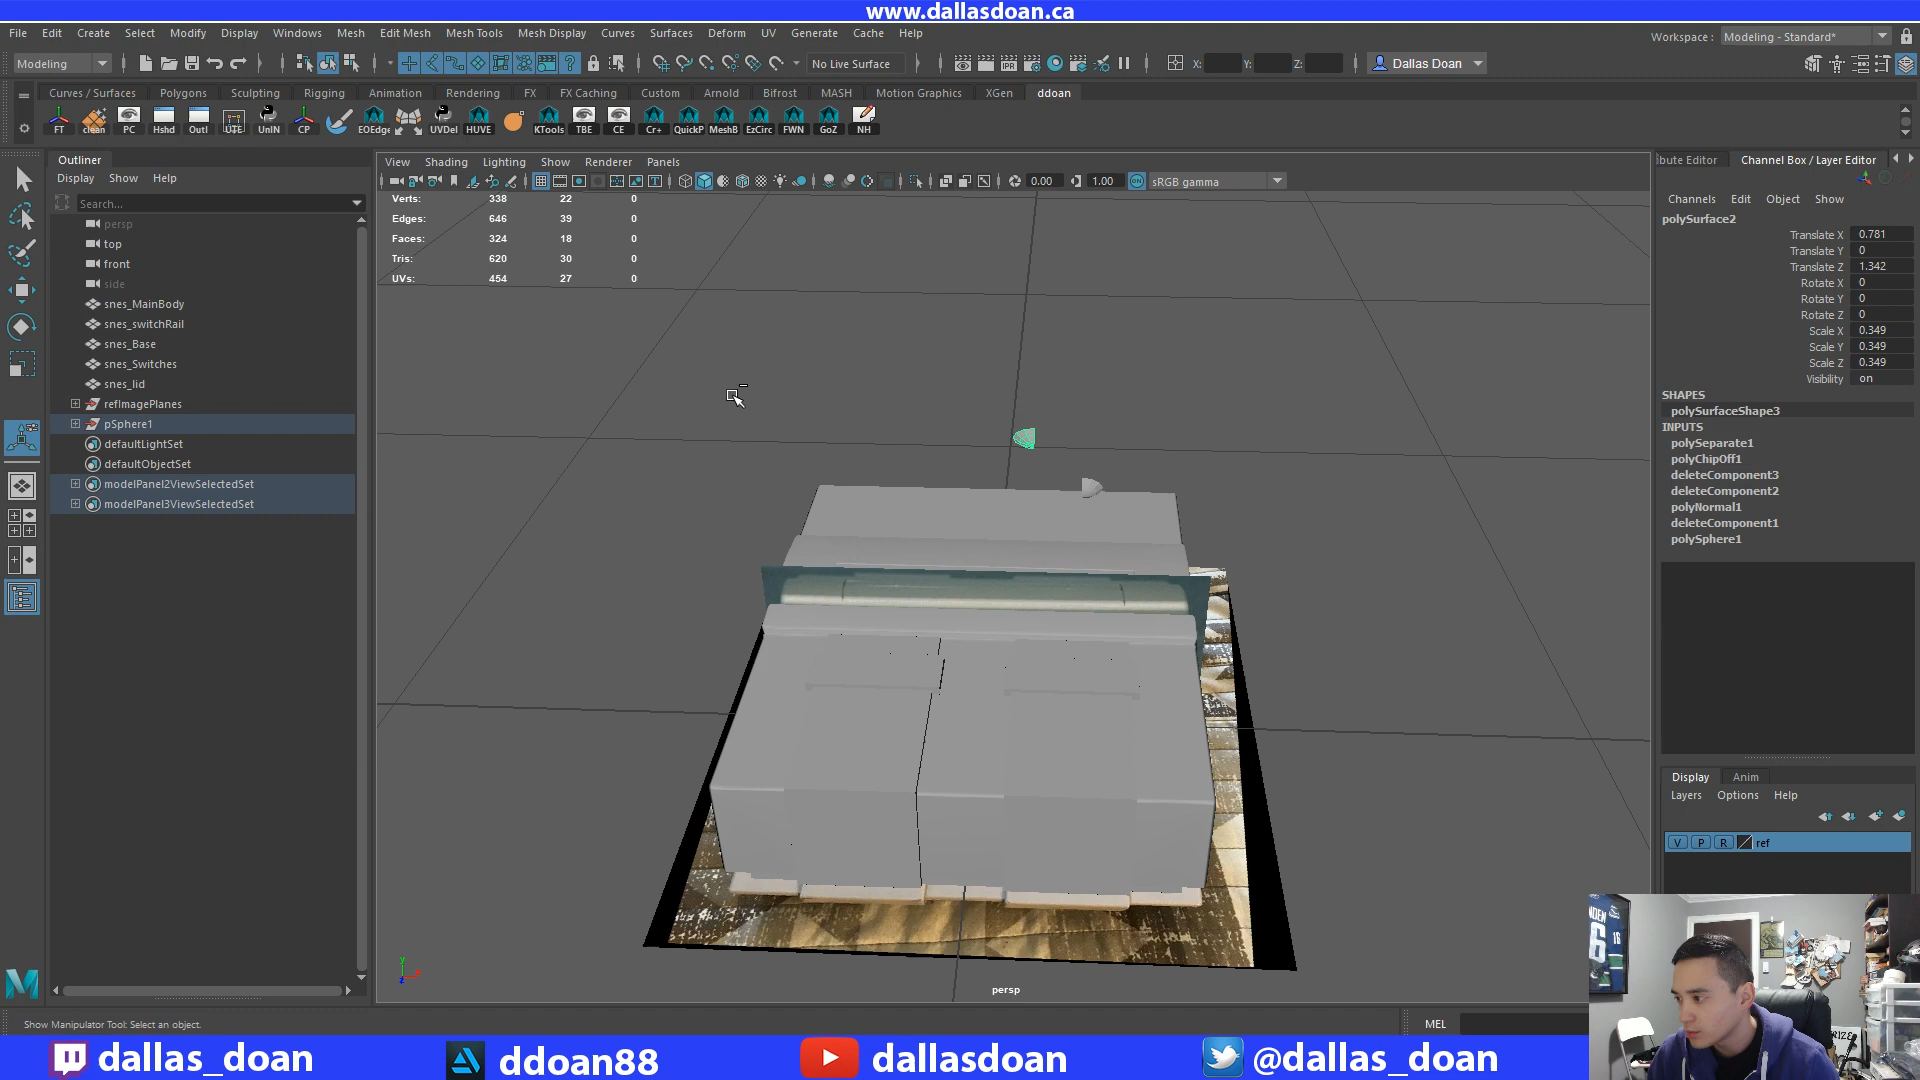 www.dallasdoan.ca
File Edit Create Select Modify Display Windows Mesh Edit Mesh Mesh Tools Mesh Display Curves Surfaces Deform UV Generate Cache Help
Workspace : Modeling - Standard*
Modeling No Live Surface X: Y: Z: Dallas Doan
Curves / Surfaces Polygons Sculpting Rigging Animation Rendering FX FX Caching Custom Arnold Bifrost MASH Motion Graphics XGen ddoan
FT clean PC Hshd Outl UTE UnIN CP EOEdge UVDel HUVE KTools TBE CE Cr+ QuickP MeshB EzCirc FWN GoZ NH
Outliner
Display Show Help
Search...
persp
top
front
side
snes_MainBody
snes_switchRail
snes_Base
snes_Switches
snes_lid
refImagePlanes
pSphere1
defaultLightSet
defaultObjectSet
modelPanel2ViewSelectedSet
modelPanel3ViewSelectedSet
View Shading Lighting Show Renderer Panels
0.00 1.00 ON sRGB gamma
Verts: 338 22 0
Edges: 646 39 0
Faces: 324 18 0
Tris: 620 30 0
UVs: 454 27 0
persp
bute Editor Channel Box / Layer Editor
Channels Edit Object Show
polySurface2
Translate X 0.781
Translate Y 0
Translate Z 1.342
Rotate X 0
Rotate Y 0
Rotate Z 0
Scale X 0.349
Scale Y 0.349
Scale Z 0.349
Visibility on
SHAPES
polySurfaceShape3
INPUTS
polySeparate1
polyChipOff1
deleteComponent3
deleteComponent2
polyNormal1
deleteComponent1
polySphere1
Display Anim
Layers Options Help
V P R ref
Show Manipulator Tool: Select an object.
MEL
dallas_doan ddoan88 dallasdoan @dallas_doan